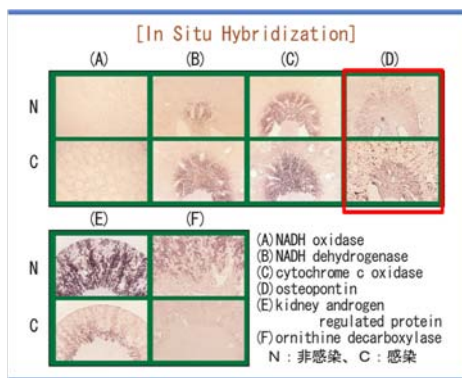 [In Situ Hybridization]
(A) (B) (C) (D)
N
C
(E) (F)
N
C
(A)NADH oxidase
(B)NADH dehydrogenase
(C)cytochrome c oxidase
(D)osteopontin
(E)kidney androgen
regulated protein
(F)ornithine decarboxylase
N：非感染、C：感染